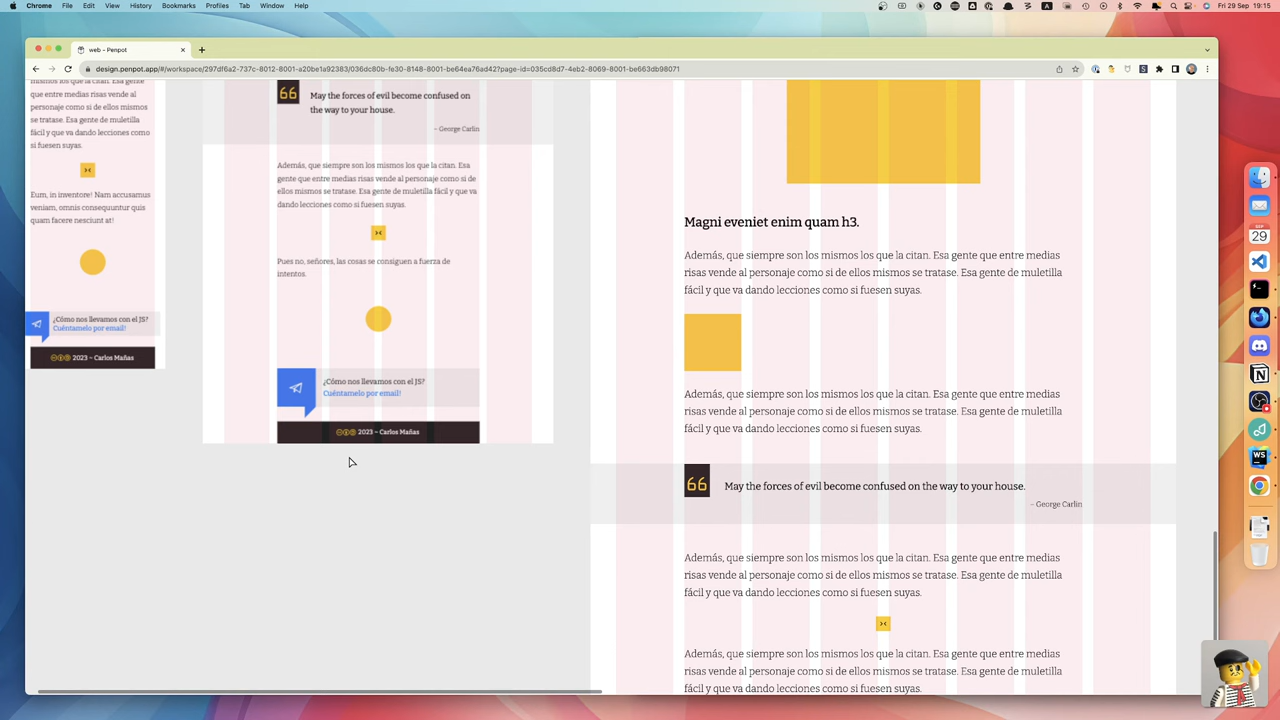 Chrome File Edit View History Bookmarks Profiles Tab Window Help
A
Fri 29 Sep 19:15
web - Penpot
design.penpot.app/#/workspace/297df6a2-737c-8012-8001-a20be1a92383/036dc80b-fe30-8148-8001-be64ea76ad42?page-id=035cd8d7-4eb2-8069-8001-be663db98071
mismos los que la citan. Esa gente
que entre medias risas vende al
personaje como si de ellos mismos
se tratase. Esa gente de muletilla
fácil y que va dando lecciones como
si fuesen suyas.
Eum, in inventore! Nam accusamus
veniam, omnis consequuntur quis
quam facere nesciunt at!
¿Cómo nos llevamos con el JS?
Cuéntamelo por email!
2023 – Carlos Mañas
May the forces of evil become confused on
the way to your house.
– George Carlin
Además, que siempre son los mismos los que la citan. Esa
gente que entre medias risas vende al personaje como si de
ellos mismos se tratase. Esa gente de muletilla fácil y que va
dando lecciones como si fuesen suyas.
Pues no, señores, las cosas se consiguen a fuerza de
intentos.
¿Cómo nos llevamos con el JS?
Cuéntamelo por email!
2023 – Carlos Mañas
Magni eveniet enim quam h3.
Además, que siempre son los mismos los que la citan. Esa gente que entre medias
risas vende al personaje como si de ellos mismos se tratase. Esa gente de muletilla
fácil y que va dando lecciones como si fuesen suyas.
Además, que siempre son los mismos los que la citan. Esa gente que entre medias
risas vende al personaje como si de ellos mismos se tratase. Esa gente de muletilla
fácil y que va dando lecciones como si fuesen suyas.
May the forces of evil become confused on the way to your house.
– George Carlin
Además, que siempre son los mismos los que la citan. Esa gente que entre medias
risas vende al personaje como si de ellos mismos se tratase. Esa gente de muletilla
fácil y que va dando lecciones como si fuesen suyas.
Además, que siempre son los mismos los que la citan. Esa gente que entre medias
risas vende al personaje como si de ellos mismos se tratase. Esa gente de muletilla
fácil y que va dando lecciones como si fuesen suyas.
SEP
29
WS